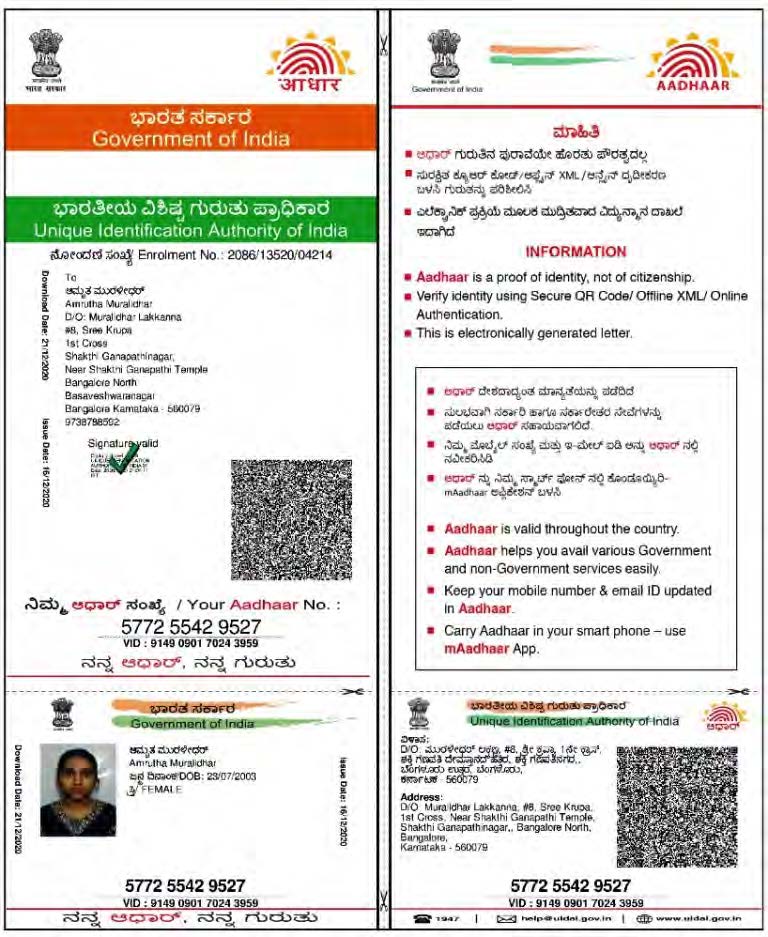 भारत सरकार
आधार
ಭಾರತ ಸರ್ಕಾರ
Government of India
ಭಾರತೀಯ ವಿಶಿಷ್ಟ ಗುರುತು ಪ್ರಾಧಿಕಾರ
Unique Identification Authority of India
ನೋಂದಣಿ ಸಂಖ್ಯೆ/ Enrolment No.: 2086/13520/04214
Download Date: 21/12/2020
Issue Date: 16/12/2020
To
ಅಮೃತ ಮುರಳೀಧರ್
Amrutha Muralidhar
D/O: Muralidhar Lakkanna
#8, Sree Krupa
1st Cross
Shakthi Ganapathinagar,
Near Shakthi Ganapathi Temple
Bangalore North
Basaveshwaranagar
Bangalore Karnataka - 560079
9738788592
Signature valid
ನಿಮ್ಮ ಆಧಾರ್ ಸಂಖ್ಯೆ / Your Aadhaar No. :
5772 5542 9527
VID : 9149 0901 7024 3959
ನನ್ನ ಆಧಾರ್, ನನ್ನ ಗುರುತು
ಭಾರತ ಸರ್ಕಾರ
Government of India
Download Date: 21/12/2020
ಅಮೃತ ಮುರಳೀಧರ್
Amrutha Muralidhar
ಜನ್ಮ ದಿನಾಂಕ/DOB: 23/07/2003
ಸ್ತ್ರೀ/ FEMALE
Issue Date: 16/12/2020
5772 5542 9527
VID : 9149 0901 7024 3959
ನನ್ನ ಆಧಾರ್, ನನ್ನ ಗುರುತು
Government of India
AADHAAR
ಮಾಹಿತಿ
ಆಧಾರ್ ಗುರುತಿನ ಪುರಾವೆಯೇ ಹೊರತು ಪೌರತ್ವದಲ್ಲ
ಸುರಕ್ಷಿತ ಕ್ಯೂಆರ್ ಕೋಡ್/ಆಫ್ಲೈನ್ XML/ಆನ್ಲೈನ್ ದೃಢೀಕರಣ
ಬಳಸಿ ಗುರುತನ್ನು ಪರಿಶೀಲಿಸಿ
ಎಲೆಕ್ಟ್ರಾನಿಕ್ ಪ್ರಕ್ರಿಯೆ ಮೂಲಕ ಮುದ್ರಿತವಾದ ವಿದ್ಯುನ್ಮಾನ ದಾಖಲೆ
ಇದಾಗಿದೆ
INFORMATION
Aadhaar is a proof of identity, not of citizenship.
Verify identity using Secure QR Code/ Offline XML/ Online
Authentication.
This is electronically generated letter.
ಆಧಾರ್ ದೇಶದಾದ್ಯಂತ ಮಾನ್ಯತೆಯನ್ನು ಪಡೆದಿದೆ
ಸುಲಭವಾಗಿ ಸರ್ಕಾರಿ ಹಾಗೂ ಸರ್ಕಾರೇತರ ಸೇವೆಗಳನ್ನು
ಪಡೆಯಲು ಆಧಾರ್ ಸಹಾಯವಾಗಲಿದೆ.
ನಿಮ್ಮ ಮೊಬೈಲ್ ಸಂಖ್ಯೆ ಮತ್ತು ಇ-ಮೇಲ್ ಐಡಿ ಅನ್ನು ಆಧಾರ್ ನಲ್ಲಿ
ನವೀಕರಿಸಿಡಿ
ಆಧಾರ್ ನ್ನು ನಿಮ್ಮ ಸ್ಮಾರ್ಟ್ ಫೋನ್ ನಲ್ಲಿ ಕೊಂಡೊಯ್ಯಿರಿ-
mAadhaar ಅಪ್ಲಿಕೇಶನ್ ಬಳಸಿ
Aadhaar is valid throughout the country.
Aadhaar helps you avail various Government
and non-Government services easily.
Keep your mobile number & email ID updated
in Aadhaar.
Carry Aadhaar in your smart phone – use
mAadhaar App.
ಭಾರತೀಯ ವಿಶಿಷ್ಟ ಗುರುತು ಪ್ರಾಧಿಕಾರ
Unique Identification Authority of India
ಆಧಾರ್
ವಿಳಾಸ:
D/O: ಮುರಳೀಧರ್ ಲಕ್ಕಣ್ಣ, #8, ಶ್ರೀ ಕೃಪಾ, 1ನೇ ಕ್ರಾಸ್,
ಬೆಂಗಳೂರು ಉತ್ತರ, ಬೆಂಗಳೂರು,
ಕರ್ನಾಟಕ - 560079
Address:
D/O: Muralidhar Lakkanna, #8, Sree Krupa,
1st Cross, Near Shakthi Ganapathi Temple,
Shakthi Ganapathinagar,, Bangalore North,
Bangalore,
Karnataka - 560079
5772 5542 9527
VID : 9149 0901 7024 3959
1947 | help@uidai.gov.in | www.uidai.gov.in